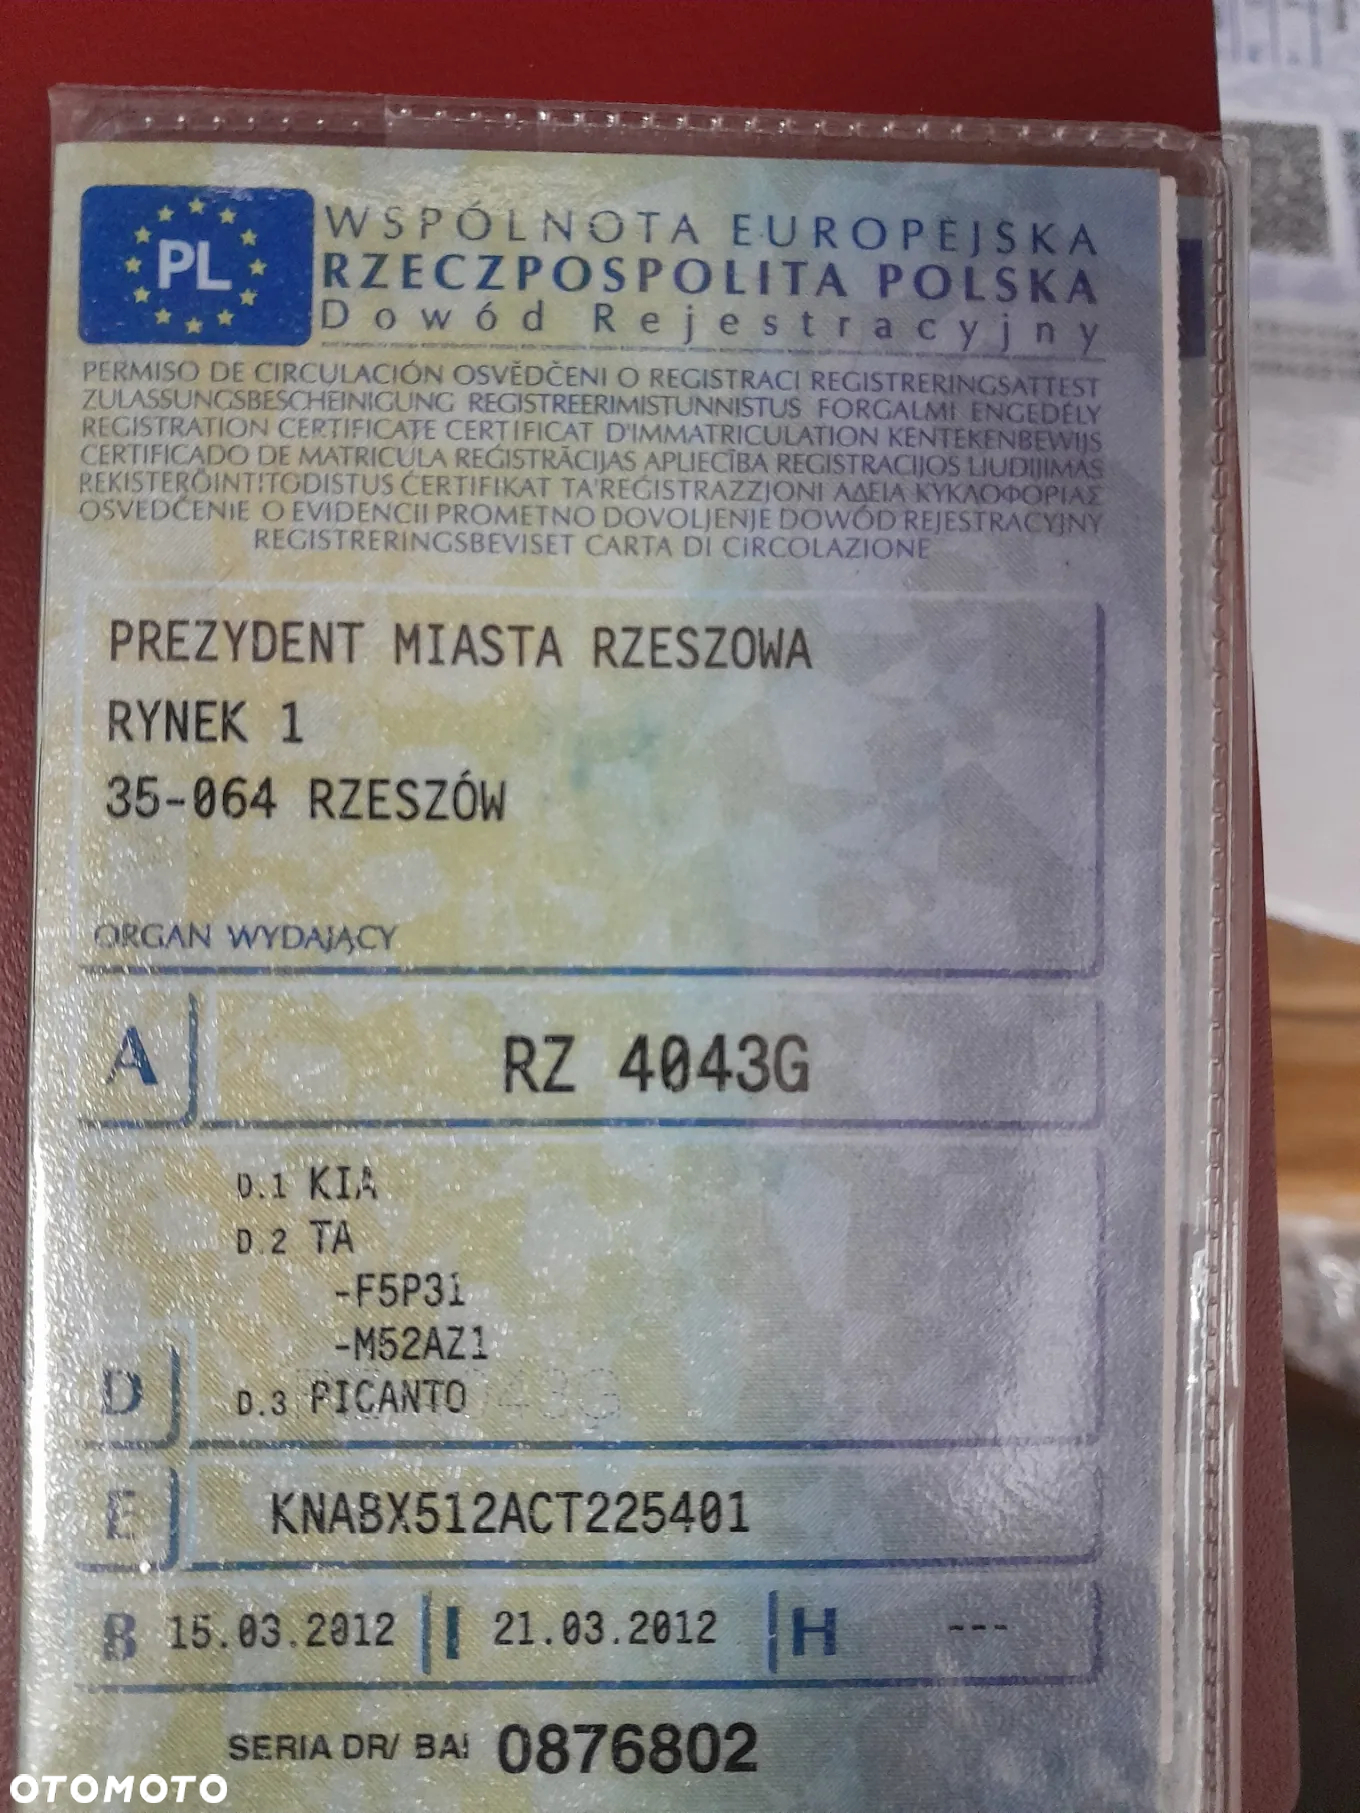 PL
WSPÓLNOTA EUROPEJSKA
RZECZPOSPOLITA POLSKA
Dowód Rejestracyjny
PERMISO DE CIRCULACIÓN OSVĚDČENI O REGISTRACI REGISTRERINGSATTEST
ZULASSUNGSBESCHEINIGUNG REGISTREERIMISTUNNISTUS FORGALMI ENGEDÉLY
REGISTRATION CERTIFICATE CERTIFICAT D'IMMATRICULATION KENTEKENBEWIJS
CERTIFICADO DE MATRICULA REĢISTRĀCIJAS APLIECĪBA REGISTRACIJOS LIUDIJIMAS
REKISTERÖINTITODISTUS ĊERTIFIKAT TA'REĠISTRAZZJONI ΑΔΕΙΑ ΚΥΚΛΟΦΟΡΙΑΣ
OSVEDČENIE O EVIDENCII PROMETNO DOVOLJENJE DOWÓD REJESTRACYJNY
REGISTRERINGSBEVISET CARTA DI CIRCOLAZIONE
PREZYDENT MIASTA RZESZOWA
RYNEK 1
35-064 RZESZÓW
ORGAN WYDAJĄCY
A RZ 4043G
D.1 KIA
D.2 TA
-F5P31
-M52AZ1
D D.3 PICANTO
E KNABX512ACT225401
B 15.03.2012 I 21.03.2012 H ---
SERIA DR/ BAI 0876802
OTOMOTO